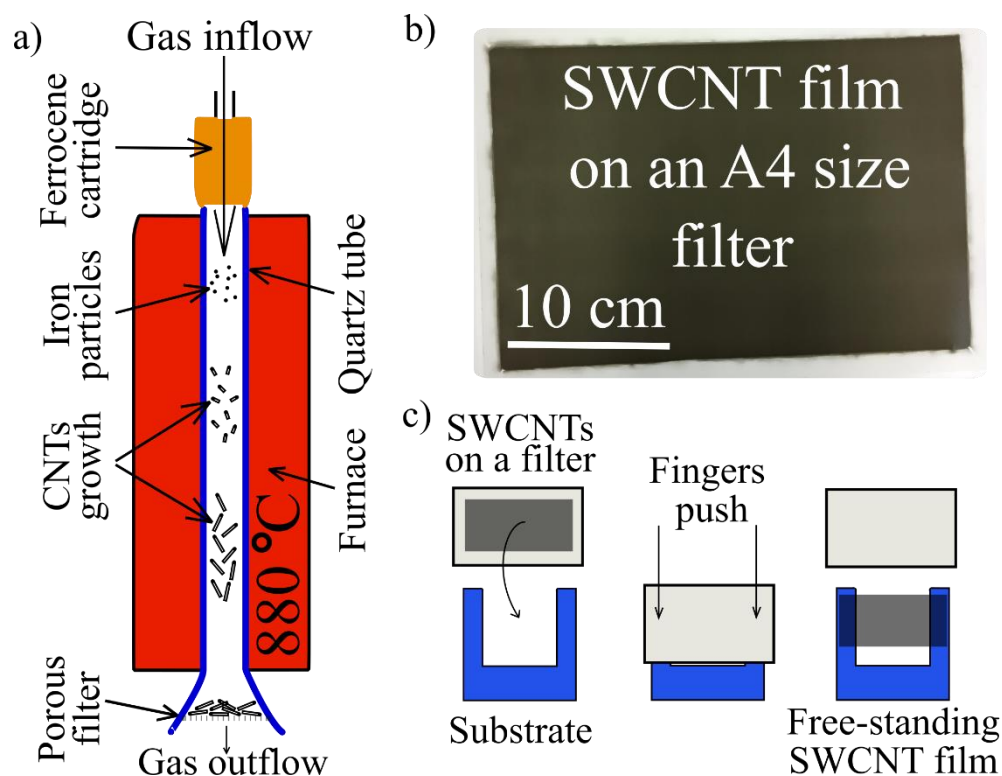 a)
Gas inflow
Ferrocene
cartridge
Iron
particles
CNTs
growth
Porous
filter
Quartz tube
Furnace
880 °C
Gas outflow
b)
SWCNT film
on an A4 size
filter
10 cm
c)
SWCNTs
on a filter
Fingers
push
Substrate
Free-standing
SWCNT film